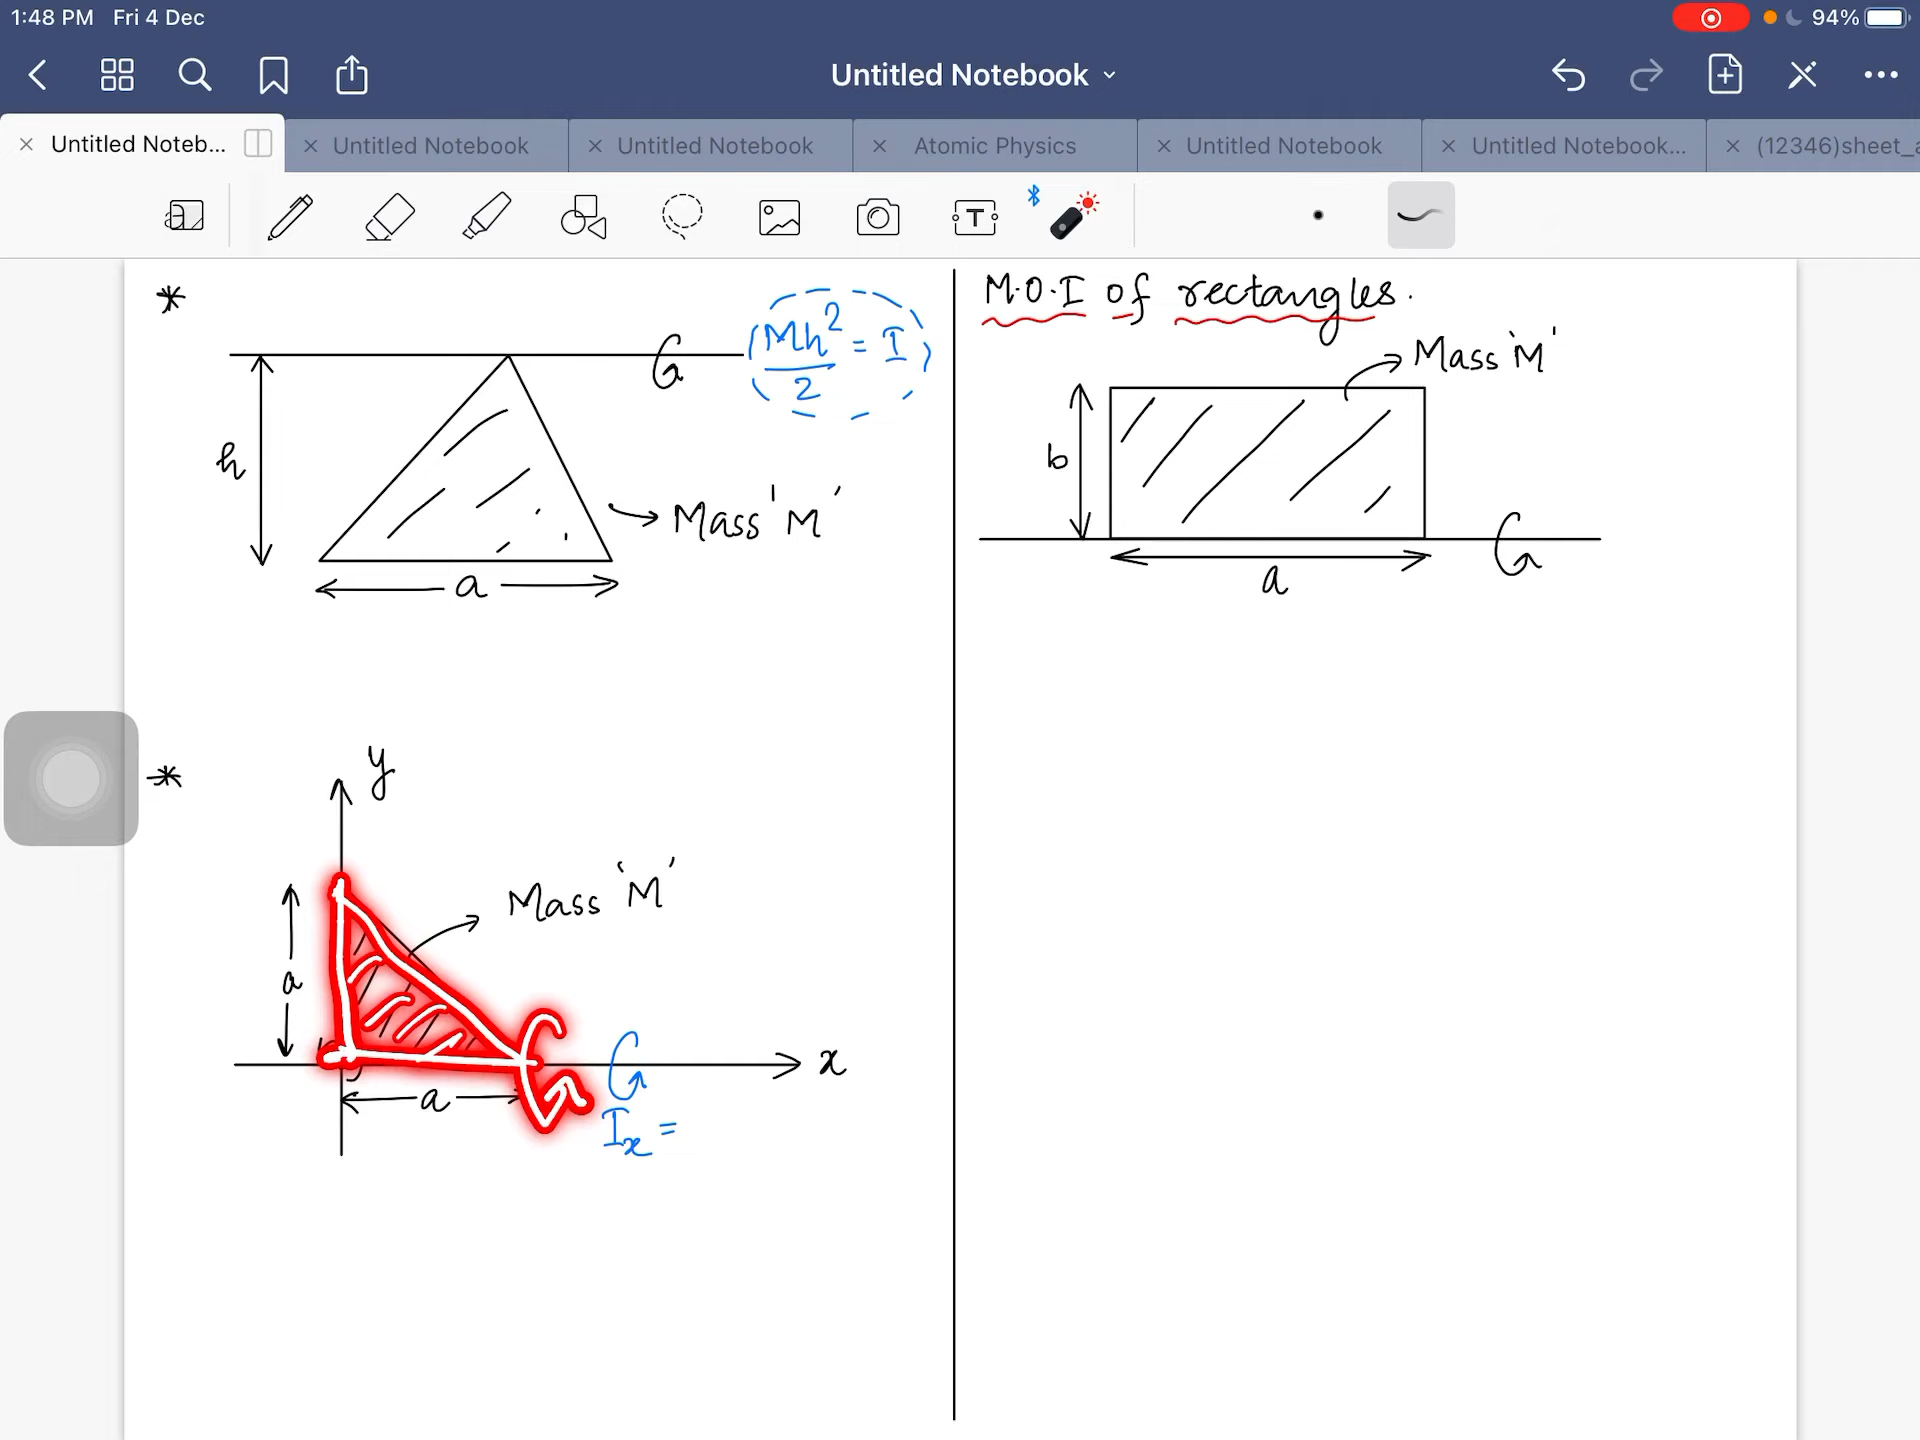 1:48 PM Fri 4 Dec
94%
Untitled Notebook
Untitled Noteb...
Untitled Notebook
Untitled Notebook
Atomic Physics
Untitled Notebook
Untitled Notebook...
(12346)sheet_a
a
T
*
Mh²/2 = I
h
Mass 'M'
a
M.O.I of rectangles.
Mass 'M'
b
a
*
y
Mass 'M'
a
x
a
Ix =